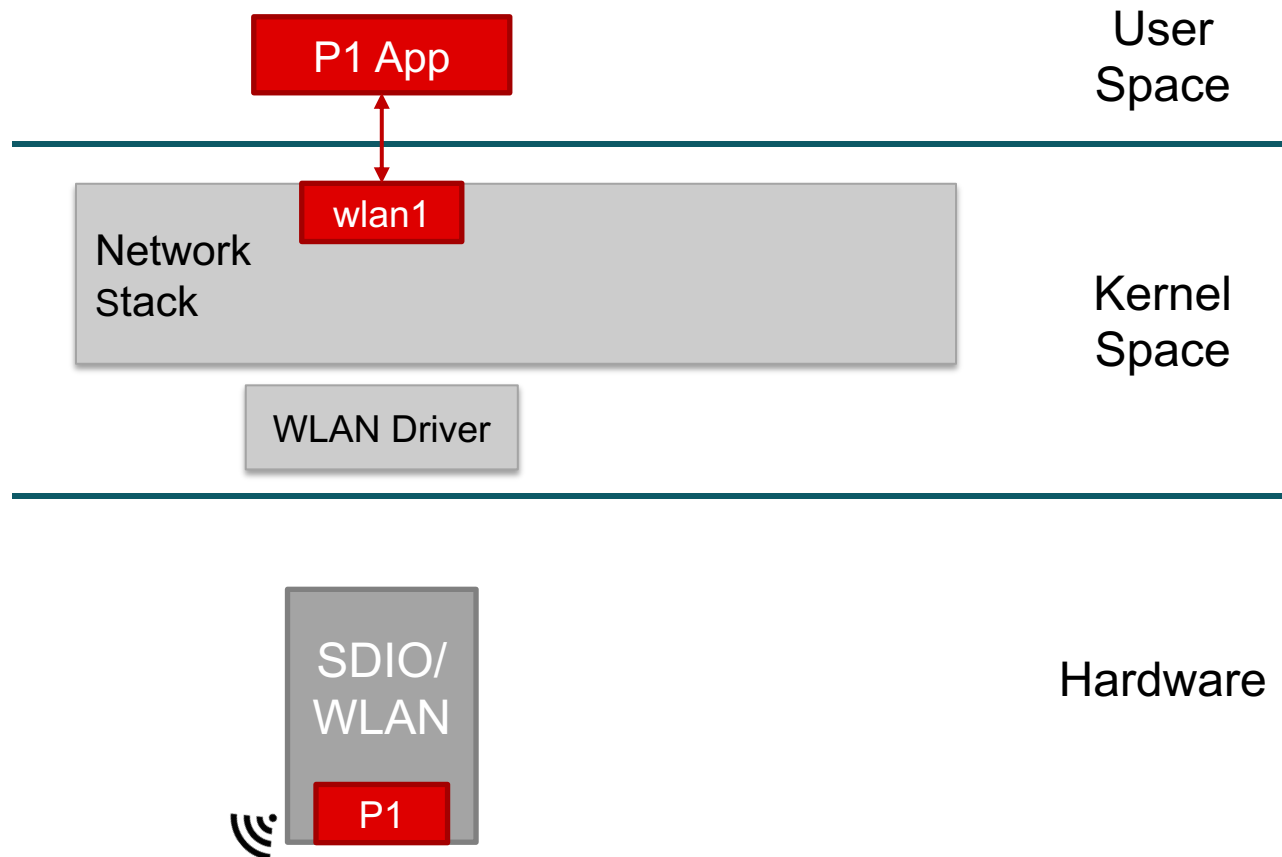 P1 App
User
Space
wlan1
Network
Stack
Kernel
Space
WLAN Driver
SDIO/
WLAN
Hardware
P1